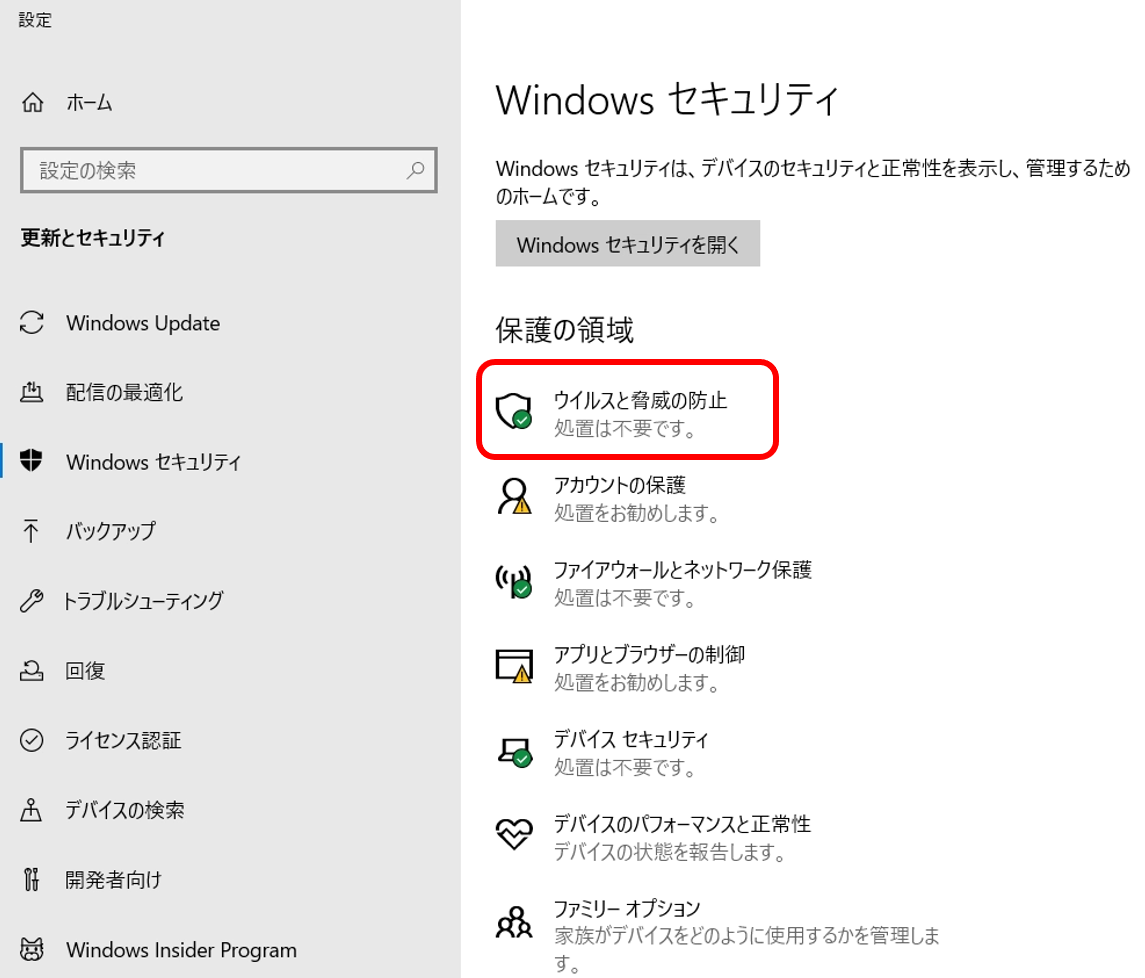 設定
ホーム
設定の検索
更新とセキュリティ
Windows Update
配信の最適化
Windows セキュリティ
バックアップ
トラブルシューティング
回復
ライセンス認証
デバイスの検索
開発者向け
Windows Insider Program
Windows セキュリティ
Windows セキュリティは、デバイスのセキュリティと正常性を表示し、管理するため
のホームです。
Windows セキュリティを開く
保護の領域
ウイルスと脅威の防止
処置は不要です。
アカウントの保護
処置をお勧めします。
ファイアウォールとネットワーク保護
処置は不要です。
アプリとブラウザーの制御
処置をお勧めします。
デバイス セキュリティ
処置は不要です。
デバイスのパフォーマンスと正常性
デバイスの状態を報告します。
ファミリー オプション
家族がデバイスをどのように使用するかを管理しま
す。